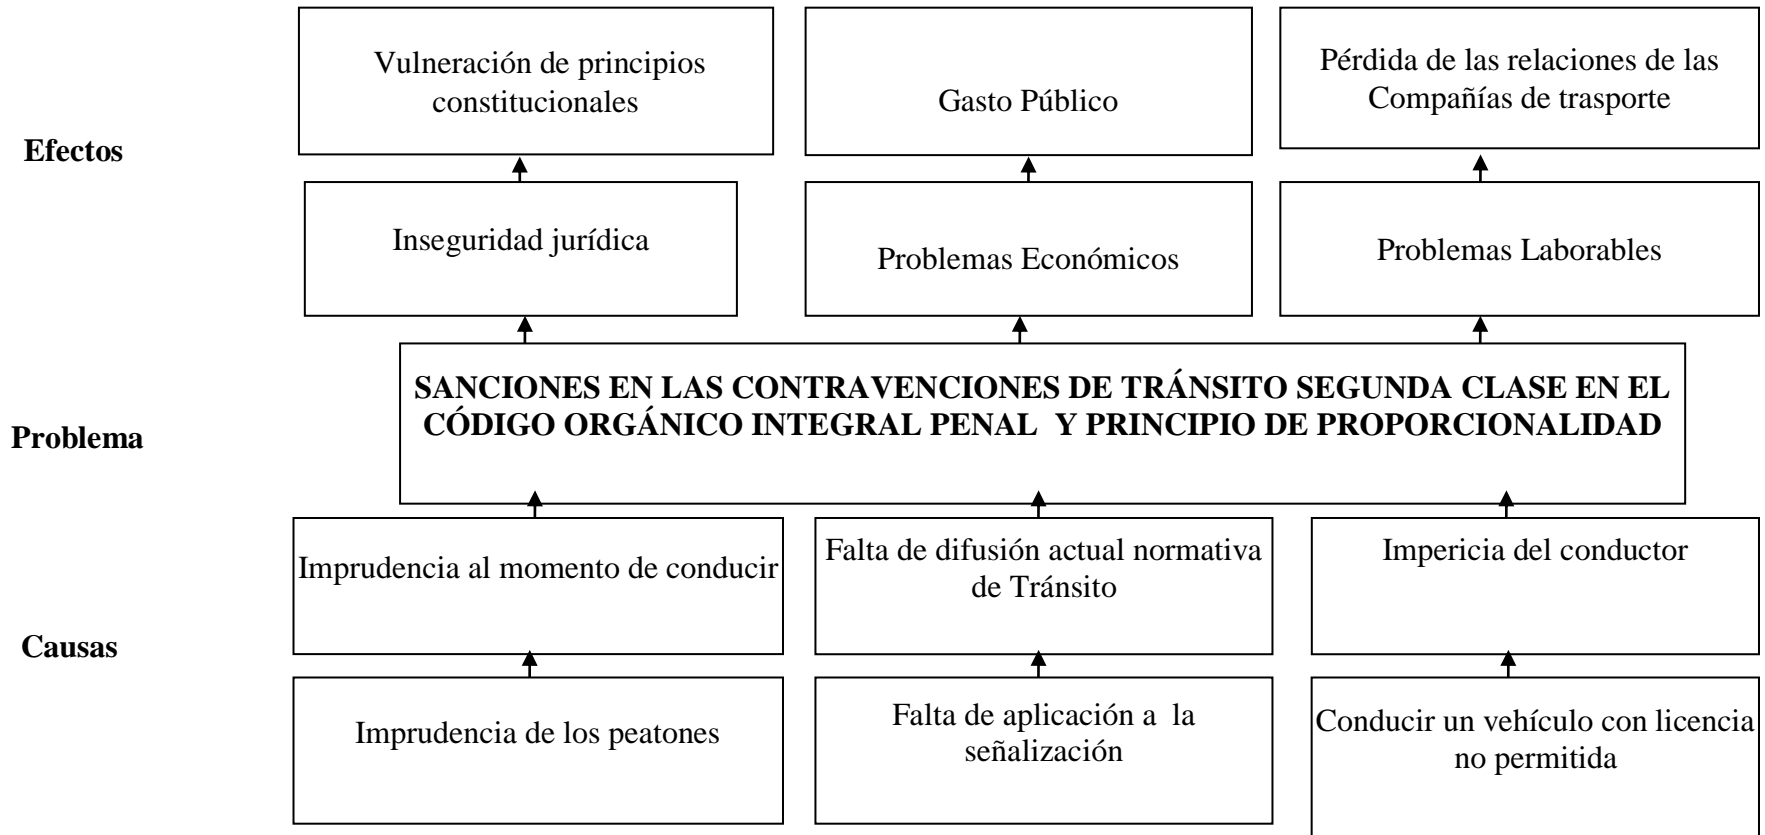 Vulneración de principios
constitucionales
Gasto Público
Pérdida de las relaciones de las
Compañías de trasporte
Efectos
Inseguridad jurídica
Problemas Económicos
Problemas Laborables
SANCIONES EN LAS CONTRAVENCIONES DE TRÁNSITO SEGUNDA CLASE EN EL
CÓDIGO ORGÁNICO INTEGRAL PENAL Y PRINCIPIO DE PROPORCIONALIDAD
Problema
Imprudencia al momento de conducir
Falta de difusión actual normativa
de Tránsito
Impericia del conductor
Causas
Imprudencia de los peatones
Falta de aplicación a la
señalización
Conducir un vehículo con licencia
no permitida